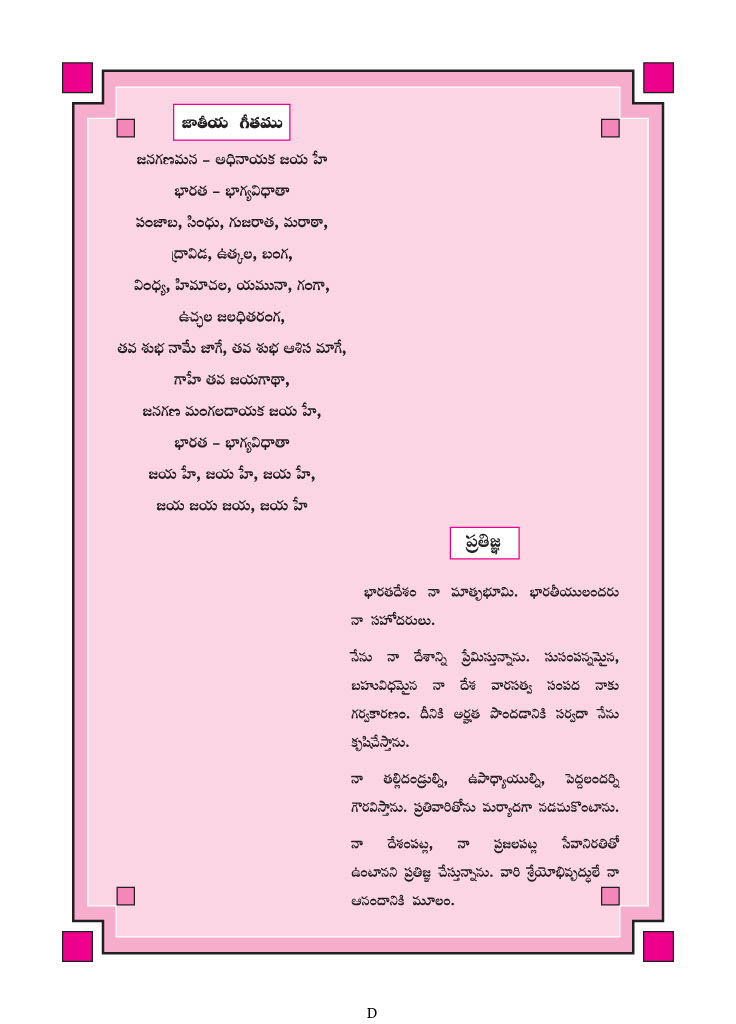 జాతీయ గీతము
జనగణమన – అధినాయక జయ హే
భారత – భాగ్యవిధాతా
పంజాబ, సింధు, గుజరాత, మరాఠా,
ద్రావిడ, ఉత్కల, బంగ,
వింధ్య, హిమాచల, యమునా, గంగా,
ఉచ్ఛల జలధితరంగ,
తవ శుభ నామే జాగే, తవ శుభ ఆశిస మాగే,
గాహే తవ జయగాథా,
జనగణ మంగలదాయక జయ హే,
భారత – భాగ్యవిధాతా
జయ హే, జయ హే, జయ హే,
జయ జయ జయ, జయ హే
ప్రతిజ్ఞ
భారతదేశం నా మాతృభూమి. భారతీయులందరు
నా సహోదరులు.
నేను నా దేశాన్ని ప్రేమిస్తున్నాను. సుసంపన్నమైన,
బహువిధమైన నా దేశ వారసత్వ సంపద నాకు
గర్వకారణం. దీనికి అర్హత పొందడానికి సర్వదా నేను
కృషిచేస్తాను.
నా తల్లిదండ్రుల్ని, ఉపాధ్యాయుల్ని, పెద్దలందర్ని
గౌరవిస్తాను. ప్రతివారితోను మర్యాదగా నడచుకొంటాను.
నా దేశంపట్ల, నా ప్రజలపట్ల సేవానిరతితో
ఉంటానని ప్రతిజ్ఞ చేస్తున్నాను. వారి శ్రేయోభివృద్ధులే నా
ఆనందానికి మూలం.
D